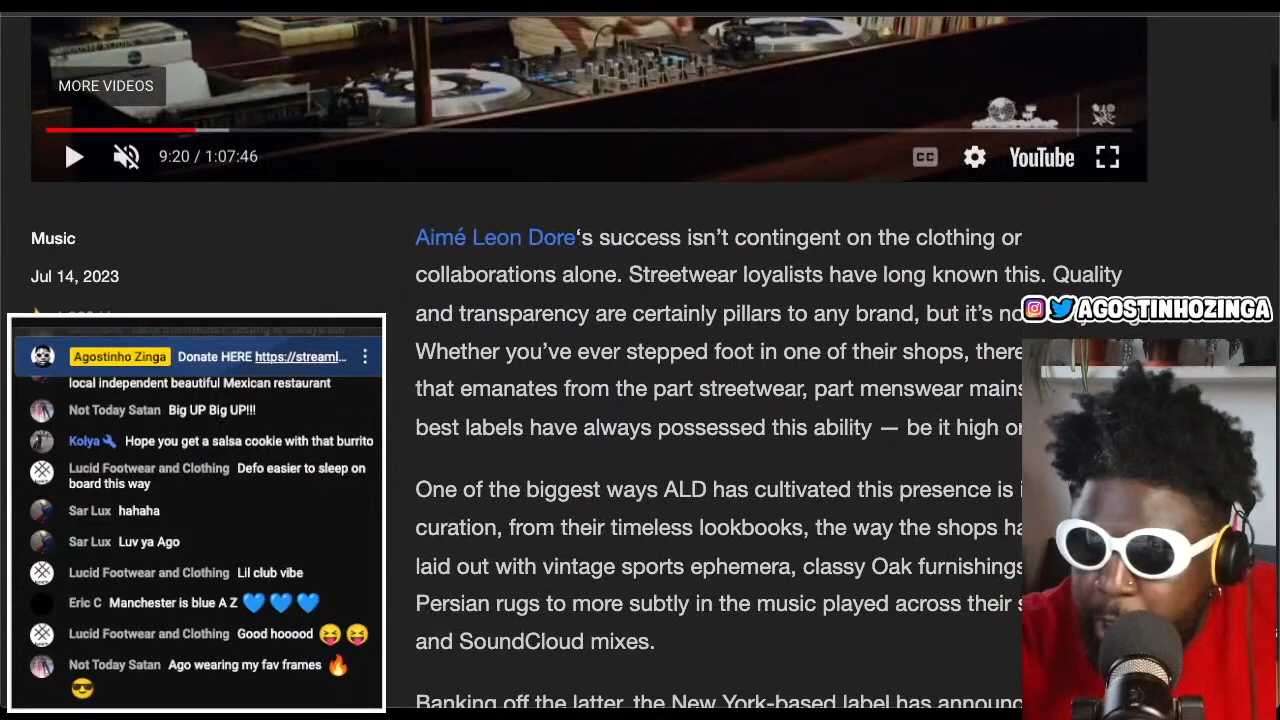 MORE VIDEOS
9:20 / 1:07:46
CC
YouTube
Music
Jul 14, 2023
Aimé Leon Dore‘s success isn’t contingent on the clothing or
collaborations alone. Streetwear loyalists have long known this. Quality
and transparency are certainly pillars to any brand, but it’s no
Whether you’ve ever stepped foot in one of their shops, there
that emanates from the part streetwear, part menswear mains
best labels have always possessed this ability — be it high or
One of the biggest ways ALD has cultivated this presence is i
curation, from their timeless lookbooks, the way the shops ha
laid out with vintage sports ephemera, classy Oak furnishings
Persian rugs to more subtly in the music played across their s
and SoundCloud mixes.
Banking off the latter, the New York-based label has announc
AGOSTINHOZINGA
Agostinho Zinga Donate HERE https://streaml...
local independent beautiful Mexican restaurant
Not Today Satan Big UP Big UP!!!
Kolya Hope you get a salsa cookie with that burrito
Lucid Footwear and Clothing Defo easier to sleep on
board this way
Sar Lux hahaha
Sar Lux Luv ya Ago
Lucid Footwear and Clothing Lil club vibe
Eric C Manchester is blue A Z 💙 💙 💙
Lucid Footwear and Clothing Good hooood 😝 😝
Not Today Satan Ago wearing my fav frames 🔥
😎